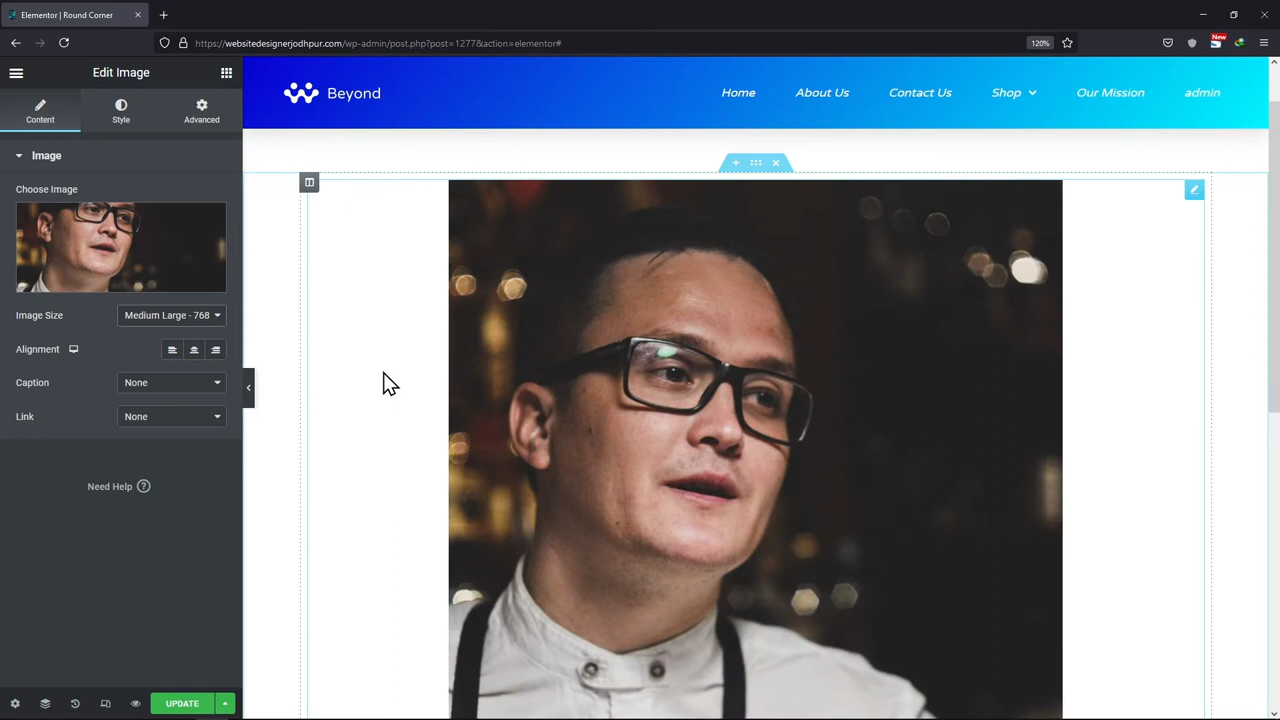 Elementor | Round Corner
https://websitedesignerjodhpur.com/wp-admin/post.php?post=1277&action=elementor#
120%
New
Edit Image
Content
Style
Advanced
Image
Choose Image
Image Size
Medium Large - 768
Alignment
Caption
None
Link
None
Need Help ?
UPDATE
Beyond
Home
About Us
Contact Us
Shop
Our Mission
admin